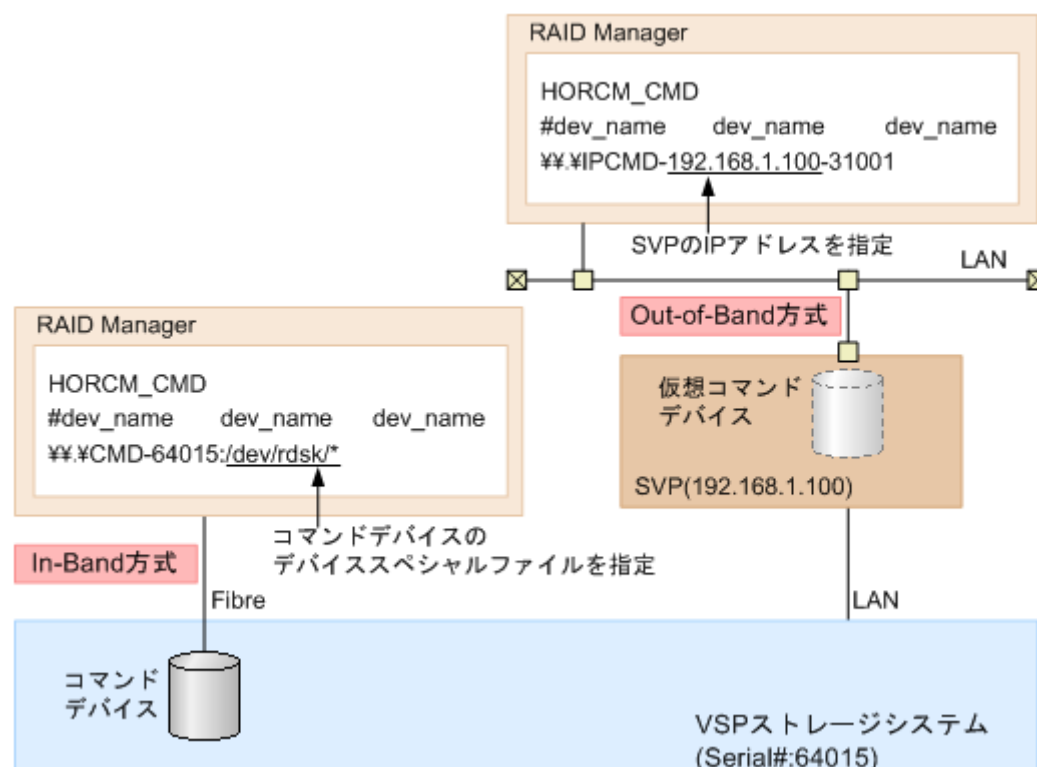 RAID Manager
HORCM_CMD
#dev_name dev_name dev_name
¥¥.¥IPCMD-192.168.1.100-31001
SVPのIPアドレスを指定
LAN
Out-of-Band方式
仮想コマンド
デバイス
SVP(192.168.1.100)
LAN
RAID Manager
HORCM_CMD
#dev_name dev_name dev_name
¥¥.¥CMD-64015:/dev/rdsk/*
コマンドデバイスの
デバイススペシャルファイルを指定
In-Band方式
Fibre
コマンド
デバイス
VSPストレージシステム
(Serial#:64015)